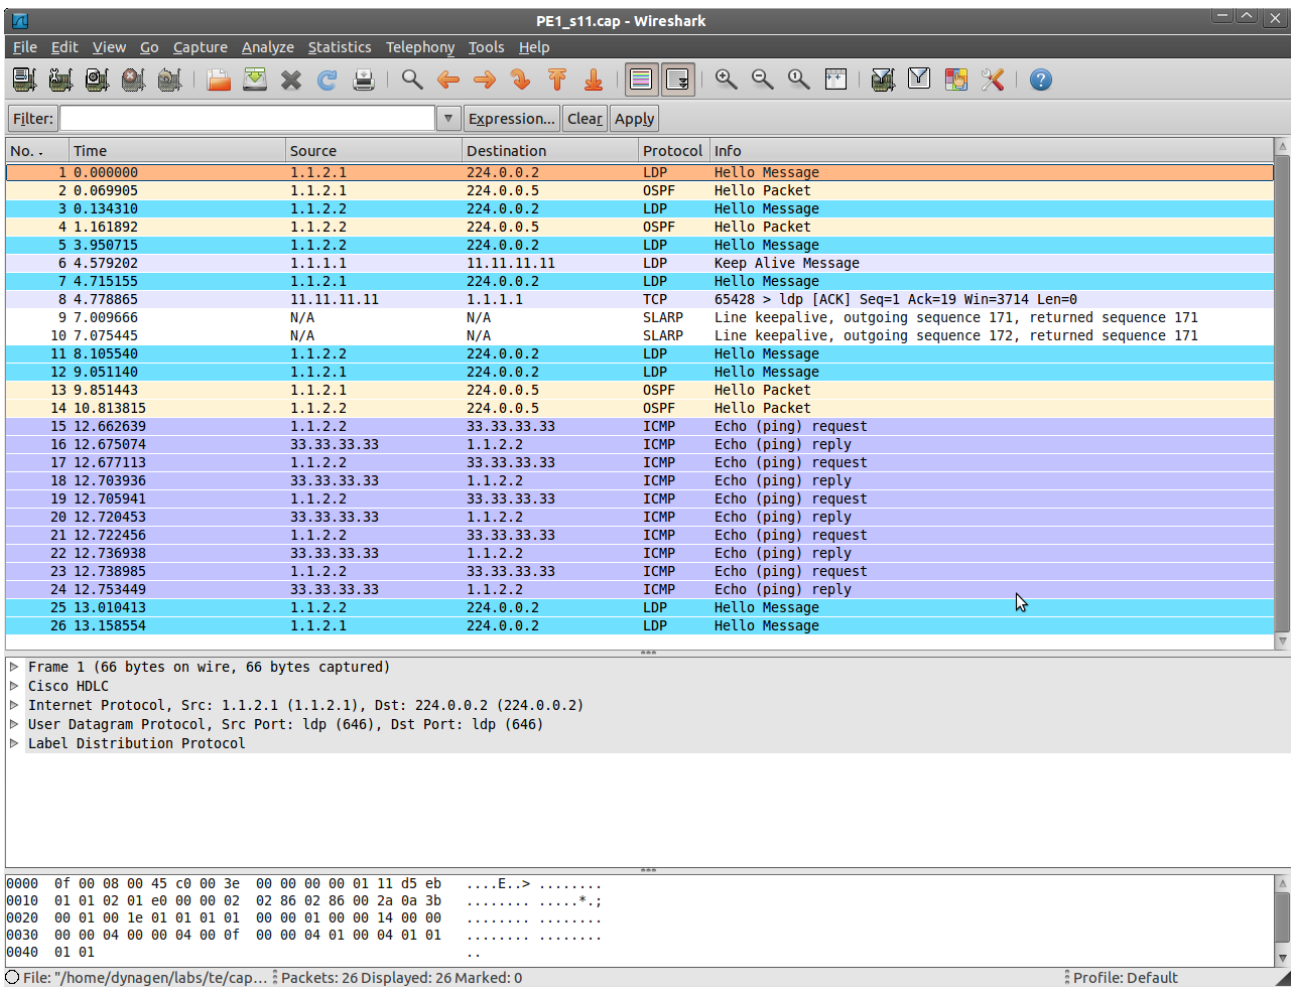 PE1_s11.cap - Wireshark
File Edit View Go Capture Analyze Statistics Telephony Tools Help
Filter: Expression... Clear Apply
No. . Time Source Destination Protocol Info
1 0.000000 1.1.2.1 224.0.0.2 LDP Hello Message
2 0.069905 1.1.2.1 224.0.0.5 OSPF Hello Packet
3 0.134310 1.1.2.2 224.0.0.2 LDP Hello Message
4 1.161892 1.1.2.2 224.0.0.5 OSPF Hello Packet
5 3.950715 1.1.2.2 224.0.0.2 LDP Hello Message
6 4.579202 1.1.1.1 11.11.11.11 LDP Keep Alive Message
7 4.715155 1.1.2.1 224.0.0.2 LDP Hello Message
8 4.778865 11.11.11.11 1.1.1.1 TCP 65428 > ldp [ACK] Seq=1 Ack=19 Win=3714 Len=0
9 7.009666 N/A N/A SLARP Line keepalive, outgoing sequence 171, returned sequence 171
10 7.075445 N/A N/A SLARP Line keepalive, outgoing sequence 172, returned sequence 171
11 8.105540 1.1.2.2 224.0.0.2 LDP Hello Message
12 9.051140 1.1.2.1 224.0.0.2 LDP Hello Message
13 9.851443 1.1.2.1 224.0.0.5 OSPF Hello Packet
14 10.813815 1.1.2.2 224.0.0.5 OSPF Hello Packet
15 12.662639 1.1.2.2 33.33.33.33 ICMP Echo (ping) request
16 12.675074 33.33.33.33 1.1.2.2 ICMP Echo (ping) reply
17 12.677113 1.1.2.2 33.33.33.33 ICMP Echo (ping) request
18 12.703936 33.33.33.33 1.1.2.2 ICMP Echo (ping) reply
19 12.705941 1.1.2.2 33.33.33.33 ICMP Echo (ping) request
20 12.720453 33.33.33.33 1.1.2.2 ICMP Echo (ping) reply
21 12.722456 1.1.2.2 33.33.33.33 ICMP Echo (ping) request
22 12.736938 33.33.33.33 1.1.2.2 ICMP Echo (ping) reply
23 12.738985 1.1.2.2 33.33.33.33 ICMP Echo (ping) request
24 12.753449 33.33.33.33 1.1.2.2 ICMP Echo (ping) reply
25 13.010413 1.1.2.2 224.0.0.2 LDP Hello Message
26 13.158554 1.1.2.1 224.0.0.2 LDP Hello Message
Frame 1 (66 bytes on wire, 66 bytes captured)
Cisco HDLC
Internet Protocol, Src: 1.1.2.1 (1.1.2.1), Dst: 224.0.0.2 (224.0.0.2)
User Datagram Protocol, Src Port: ldp (646), Dst Port: ldp (646)
Label Distribution Protocol
0000 0f 00 08 00 45 c0 00 3e 00 00 00 00 01 11 d5 eb ....E..> ........
0010 01 01 02 01 e0 00 00 02 02 86 02 86 00 2a 0a 3b ........ .....*.;
0020 00 01 00 1e 01 01 01 01 00 00 01 00 00 14 00 00 ........ ........
0030 00 00 04 00 00 04 00 0f 00 00 04 01 00 04 01 01 ........ ........
0040 01 01 ..
File: "/home/dynagen/labs/te/cap... Packets: 26 Displayed: 26 Marked: 0 Profile: Default